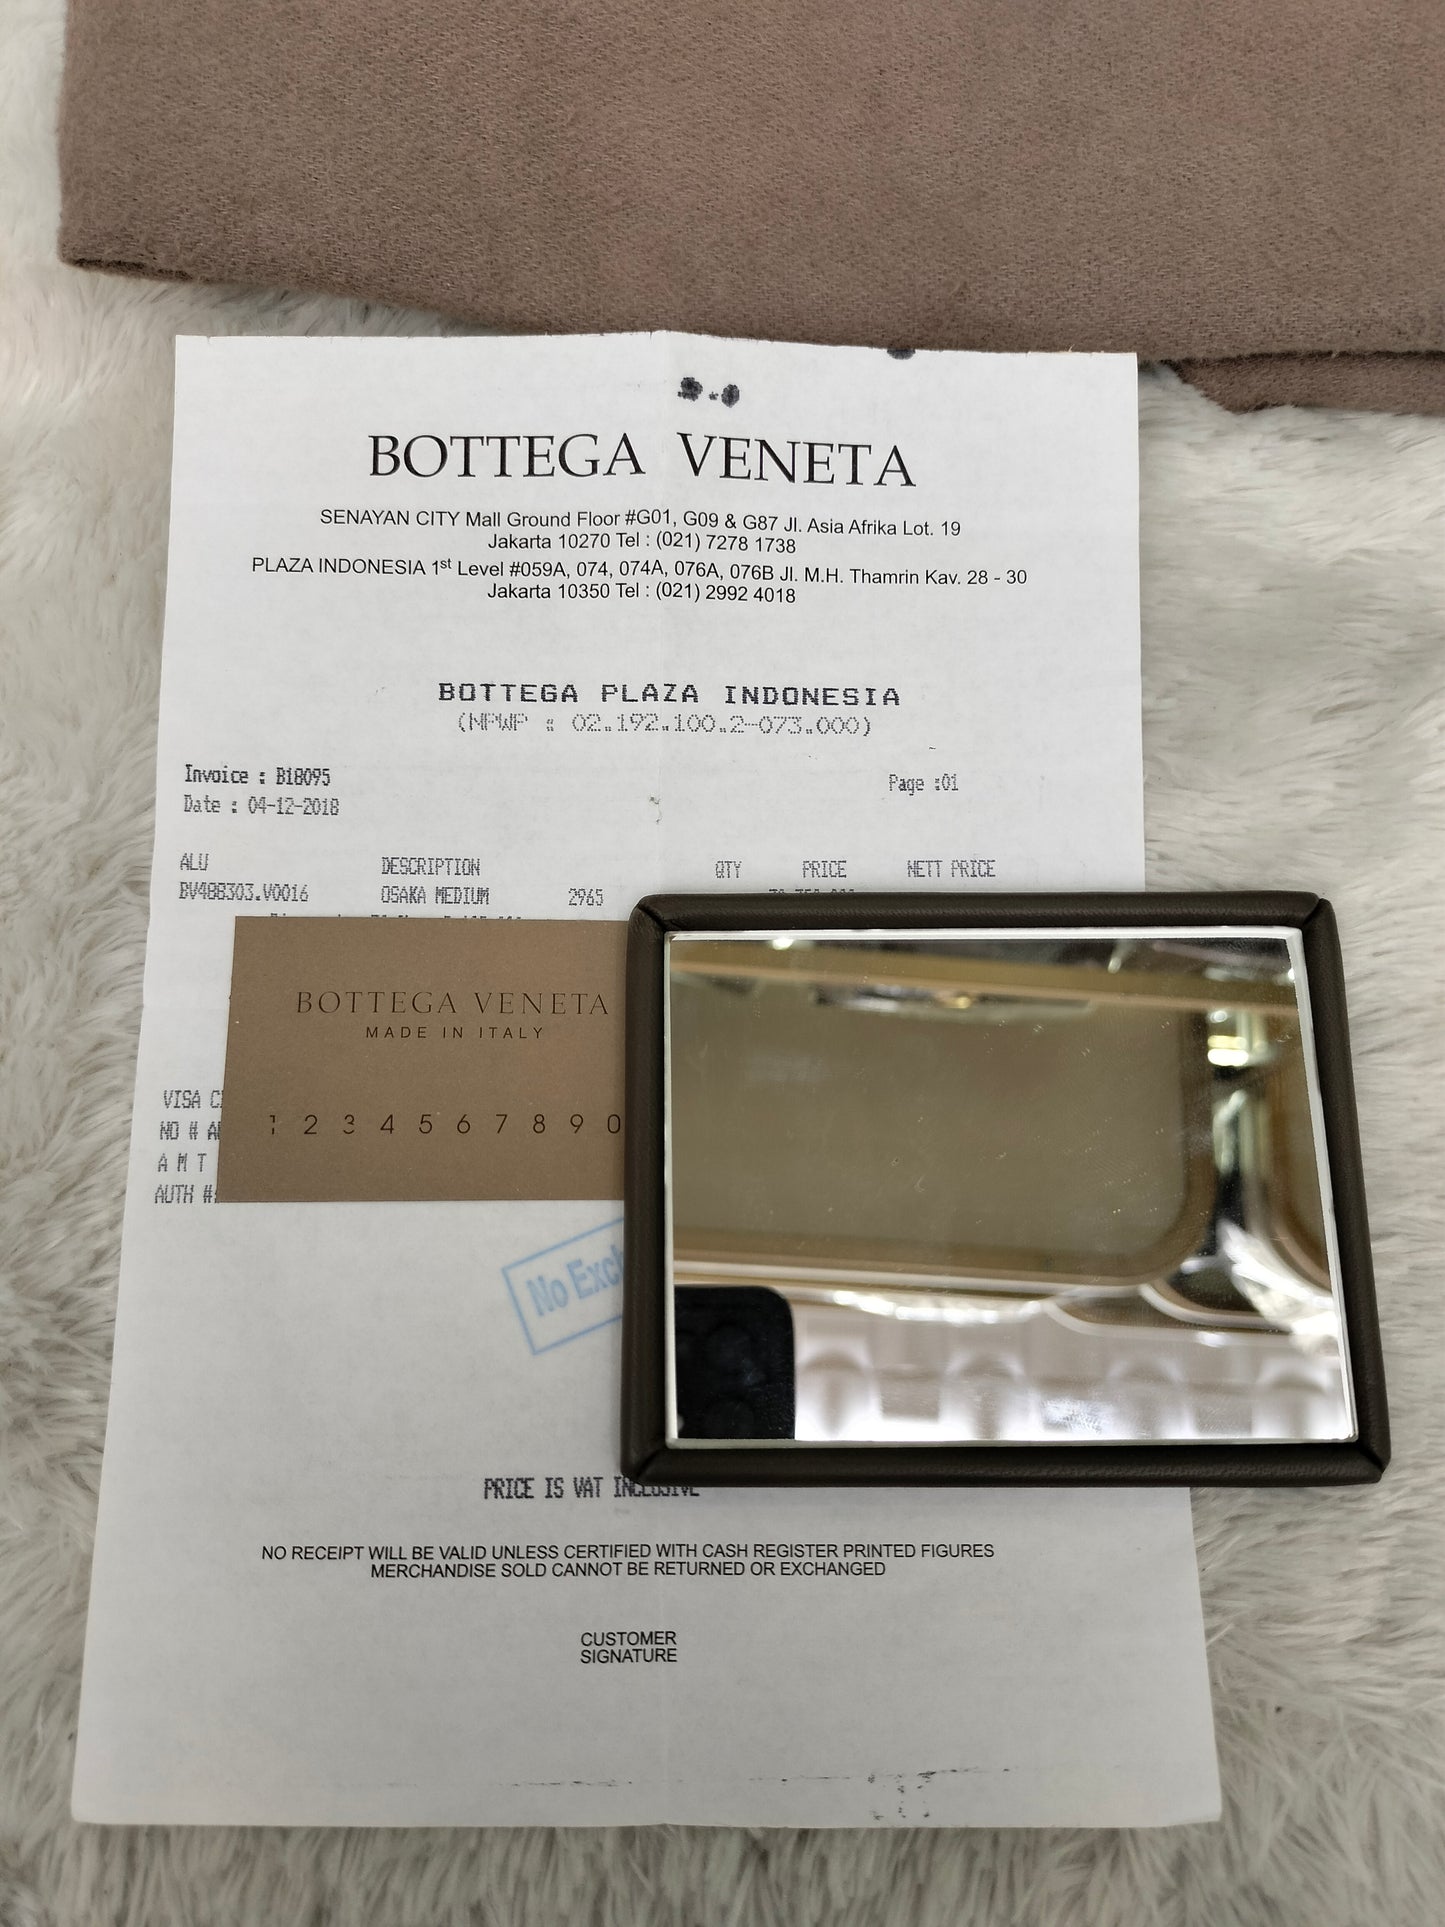 BOTTEGA VENETA
SENAYAN CITY Mall Ground Floor #G01, G09 & G87 Jl. Asia Afrika Lot. 19
Jakarta 10270 Tel : (021) 7278 1738
PLAZA INDONESIA 1st Level #059A, 074, 074A, 076A, 076B Jl. M.H. Thamrin Kav. 28 - 30
Jakarta 10350 Tel : (021) 2992 4018
BOTTEGA PLAZA INDONESIA
(NPWP : 02.192.100.2-073.000)
Invoice : B18095 Page :01
Date : 04-12-2018
ALU DESCRIPTION QTY PRICE NETT PRICE
BV488303.V0016 OSAKA MEDIUM 2965
BOTTEGA VENETA
MADE IN ITALY
1 2 3 4 5 6 7 8 9 0
VISA
NO #
A M T
AUTH #:
No
PRICE IS VAT INCLUSIVE
NO RECEIPT WILL BE VALID UNLESS CERTIFIED WITH CASH REGISTER PRINTED FIGURES
MERCHANDISE SOLD CANNOT BE RETURNED OR EXCHANGED
CUSTOMER
SIGNATURE